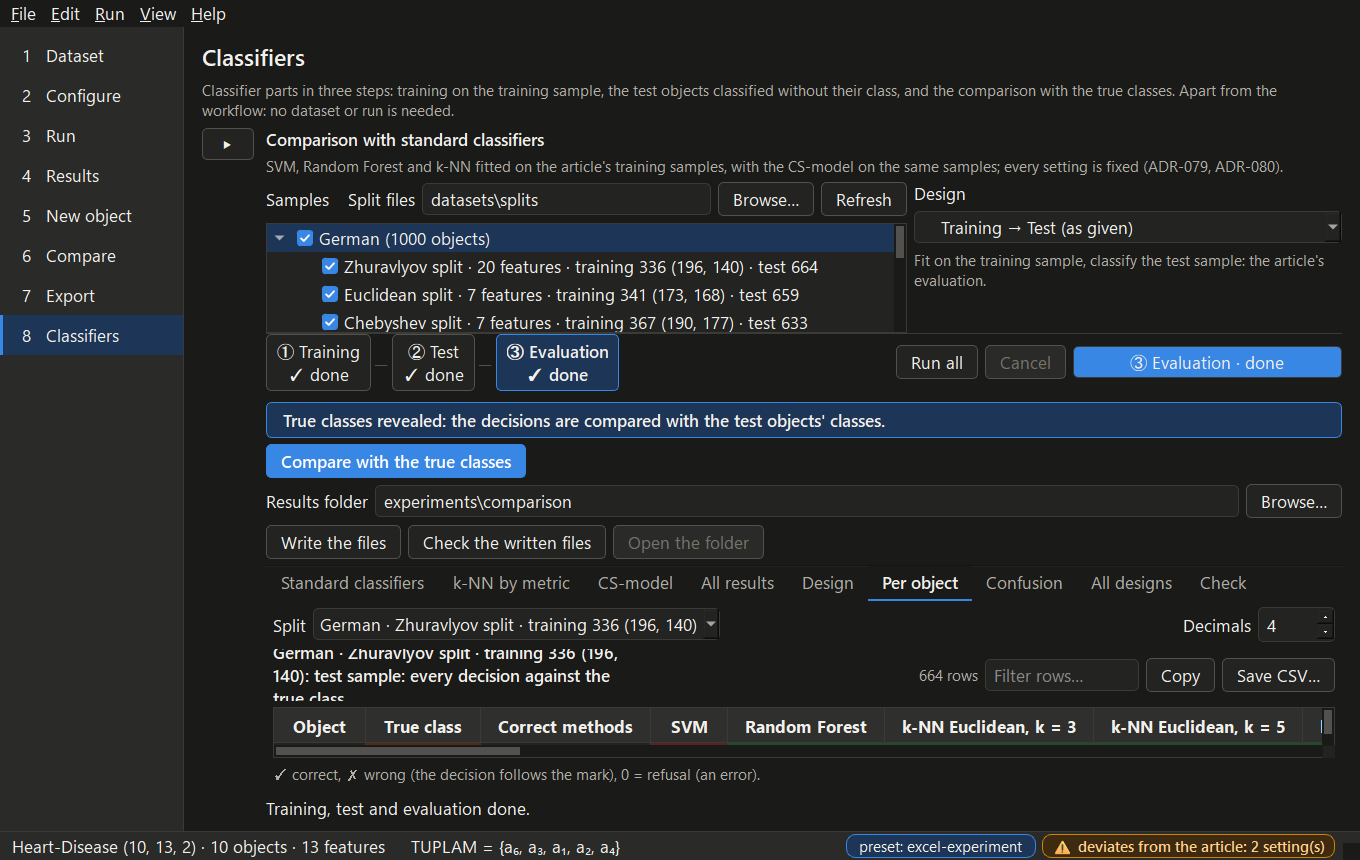 File Edit Run View Help
1 Dataset
2 Configure
3 Run
4 Results
5 New object
6 Compare
7 Export
8 Classifiers
Classifiers
Classifier parts in three steps: training on the training sample, the test objects classified without their class, and the comparison with the true classes. Apart from the
workflow: no dataset or run is needed.
Comparison with standard classifiers
SVM, Random Forest and k-NN fitted on the article's training samples, with the CS-model on the same samples; every setting is fixed (ADR-079, ADR-080).
Samples Split files datasets\splits Browse... Refresh
Design
Training → Test (as given)
Fit on the training sample, classify the test sample: the article's
evaluation.
German (1000 objects)
Zhuravlyov split · 20 features · training 336 (196, 140) · test 664
Euclidean split · 7 features · training 341 (173, 168) · test 659
Chebyshev split · 7 features · training 367 (190, 177) · test 633
① Training
✓ done
② Test
✓ done
③ Evaluation
✓ done
Run all Cancel ③ Evaluation · done
True classes revealed: the decisions are compared with the test objects' classes.
Compare with the true classes
Results folder experiments\comparison Browse...
Write the files Check the written files Open the folder
Standard classifiers k-NN by metric CS-model All results Design Per object Confusion All designs Check
Split German · Zhuravlyov split · training 336 (196, 140) Decimals 4
German · Zhuravlyov split · training 336 (196,
140): test sample: every decision against the
true class
664 rows Filter rows... Copy Save CSV...
Object True class Correct methods SVM Random Forest k-NN Euclidean, k = 3 k-NN Euclidean, k = 5
✓ correct, ✗ wrong (the decision follows the mark), 0 = refusal (an error).
Training, test and evaluation done.
Heart-Disease (10, 13, 2) · 10 objects · 13 features TUPLAM = {a₆, a₃, a₁, a₂, a₄} preset: excel-experiment ⚠ deviates from the article: 2 setting(s)